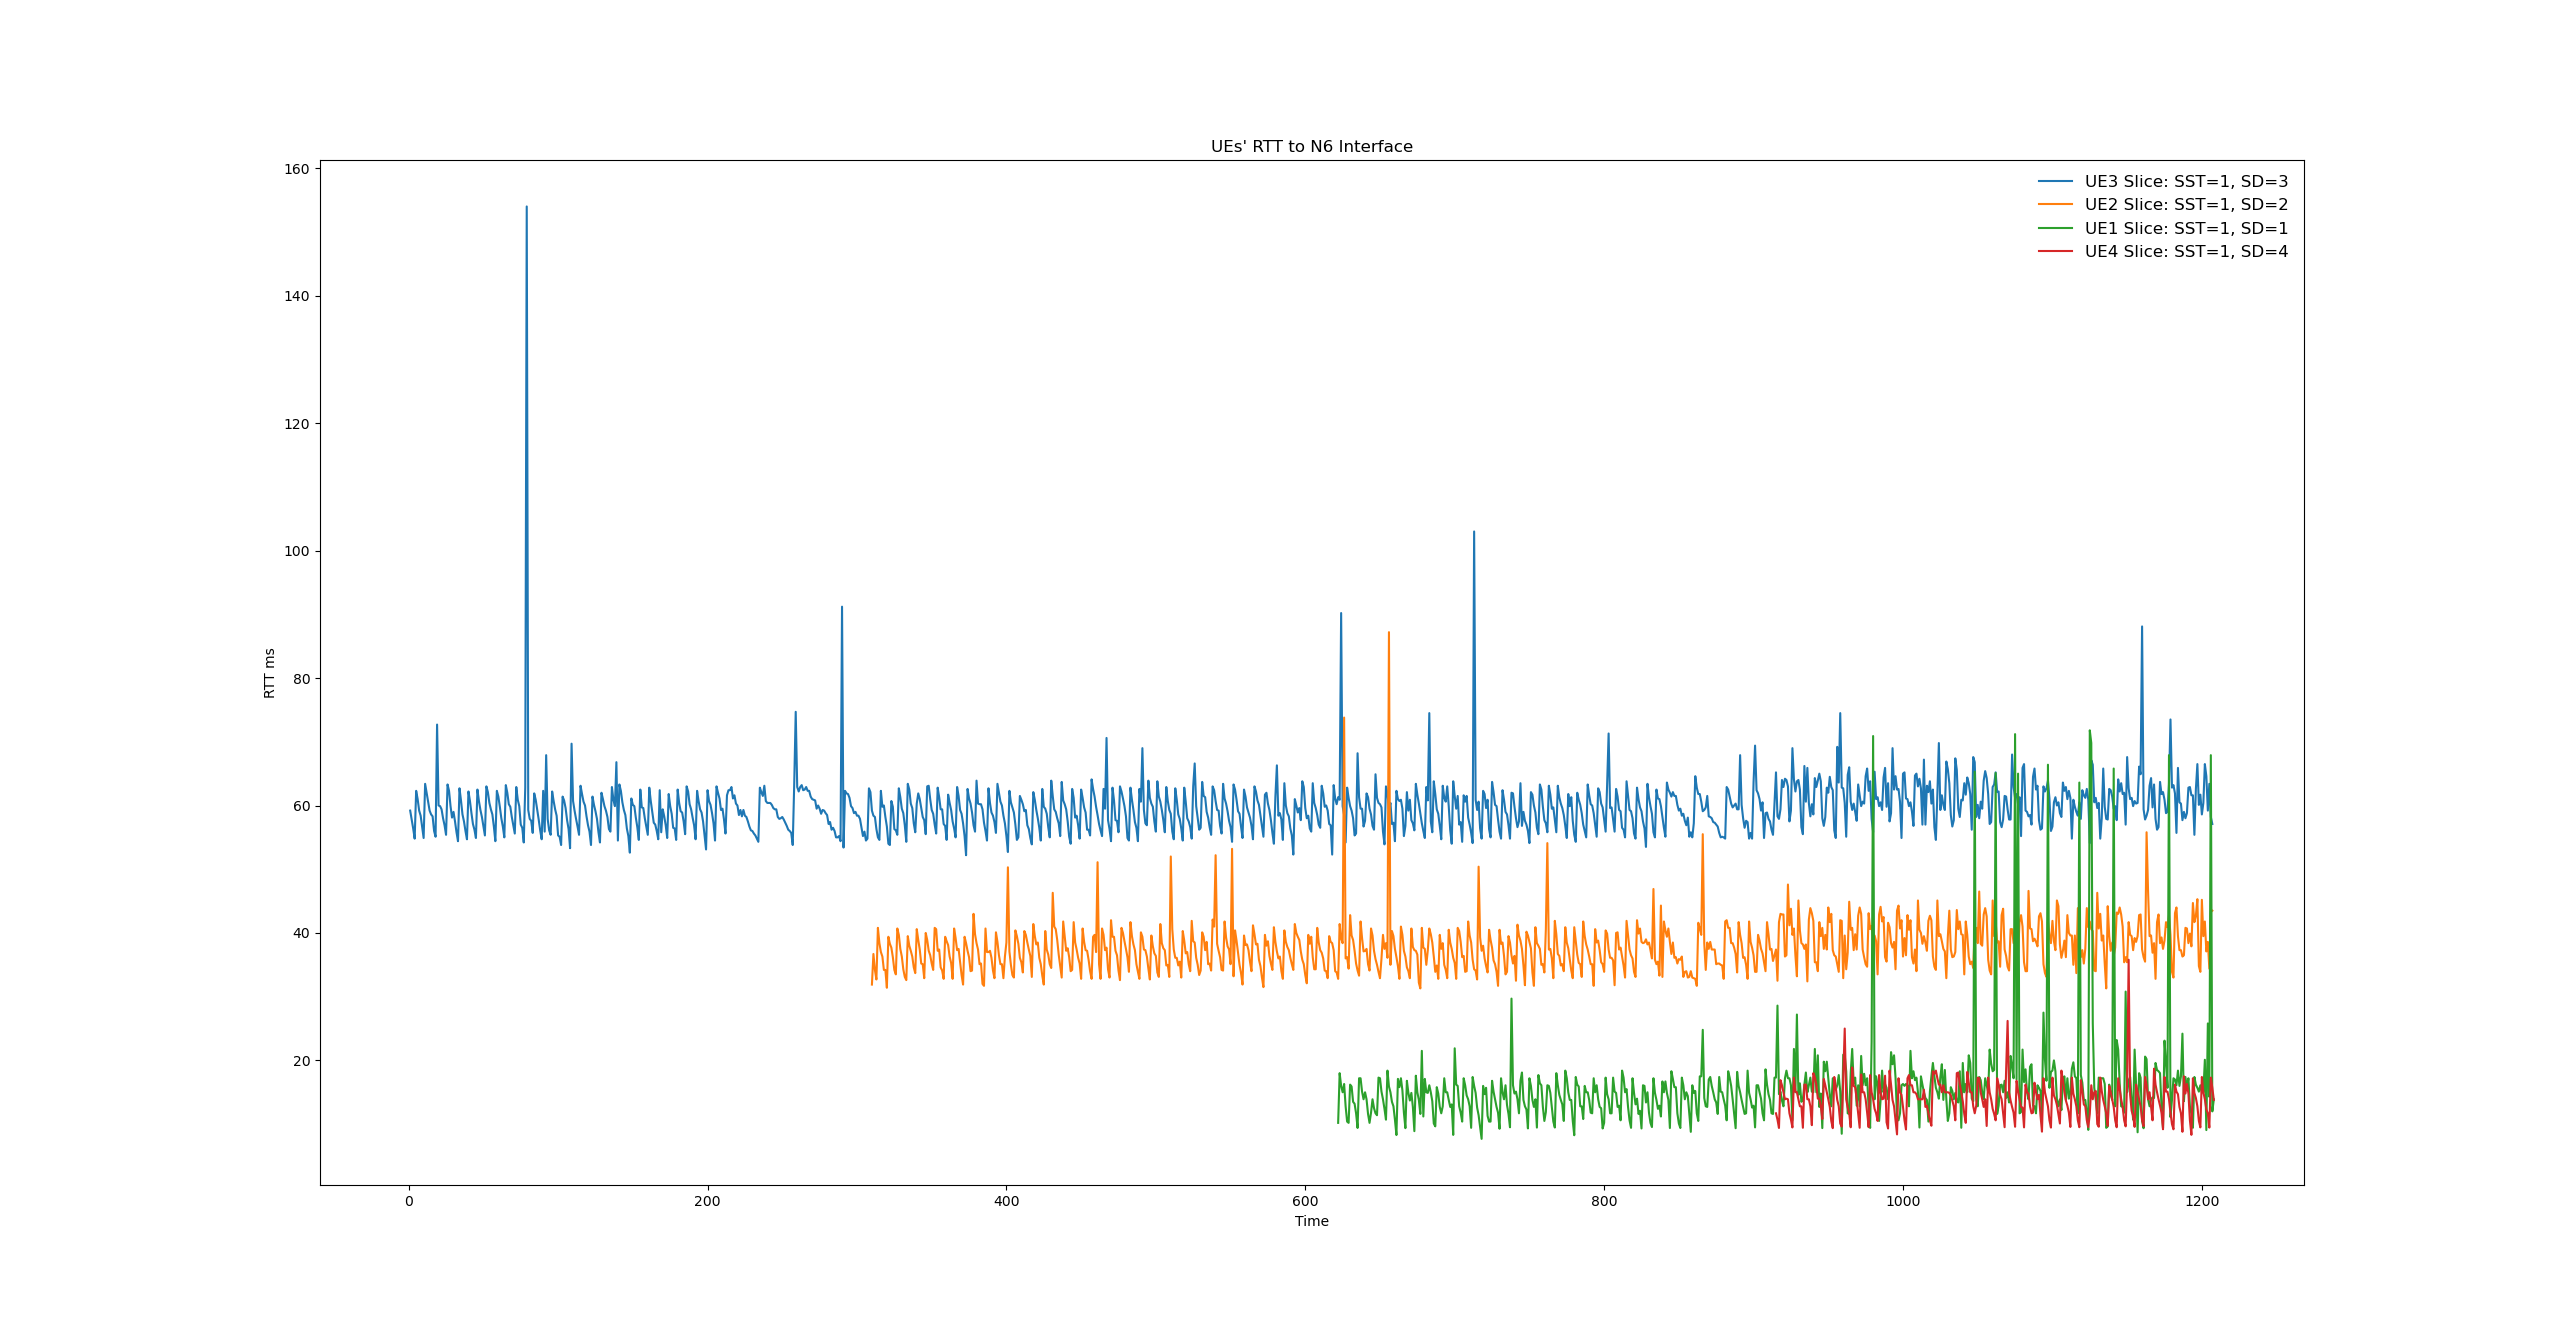 UEs' RTT to N6 Interface
160
140
120
100
80
60
40
20
RTT ms
UE3 Slice: SST=1, SD=3
UE2 Slice: SST=1, SD=2
UE1 Slice: SST=1, SD=1
UE4 Slice: SST=1, SD=4
0 200 400 600 800 1000 1200
Time